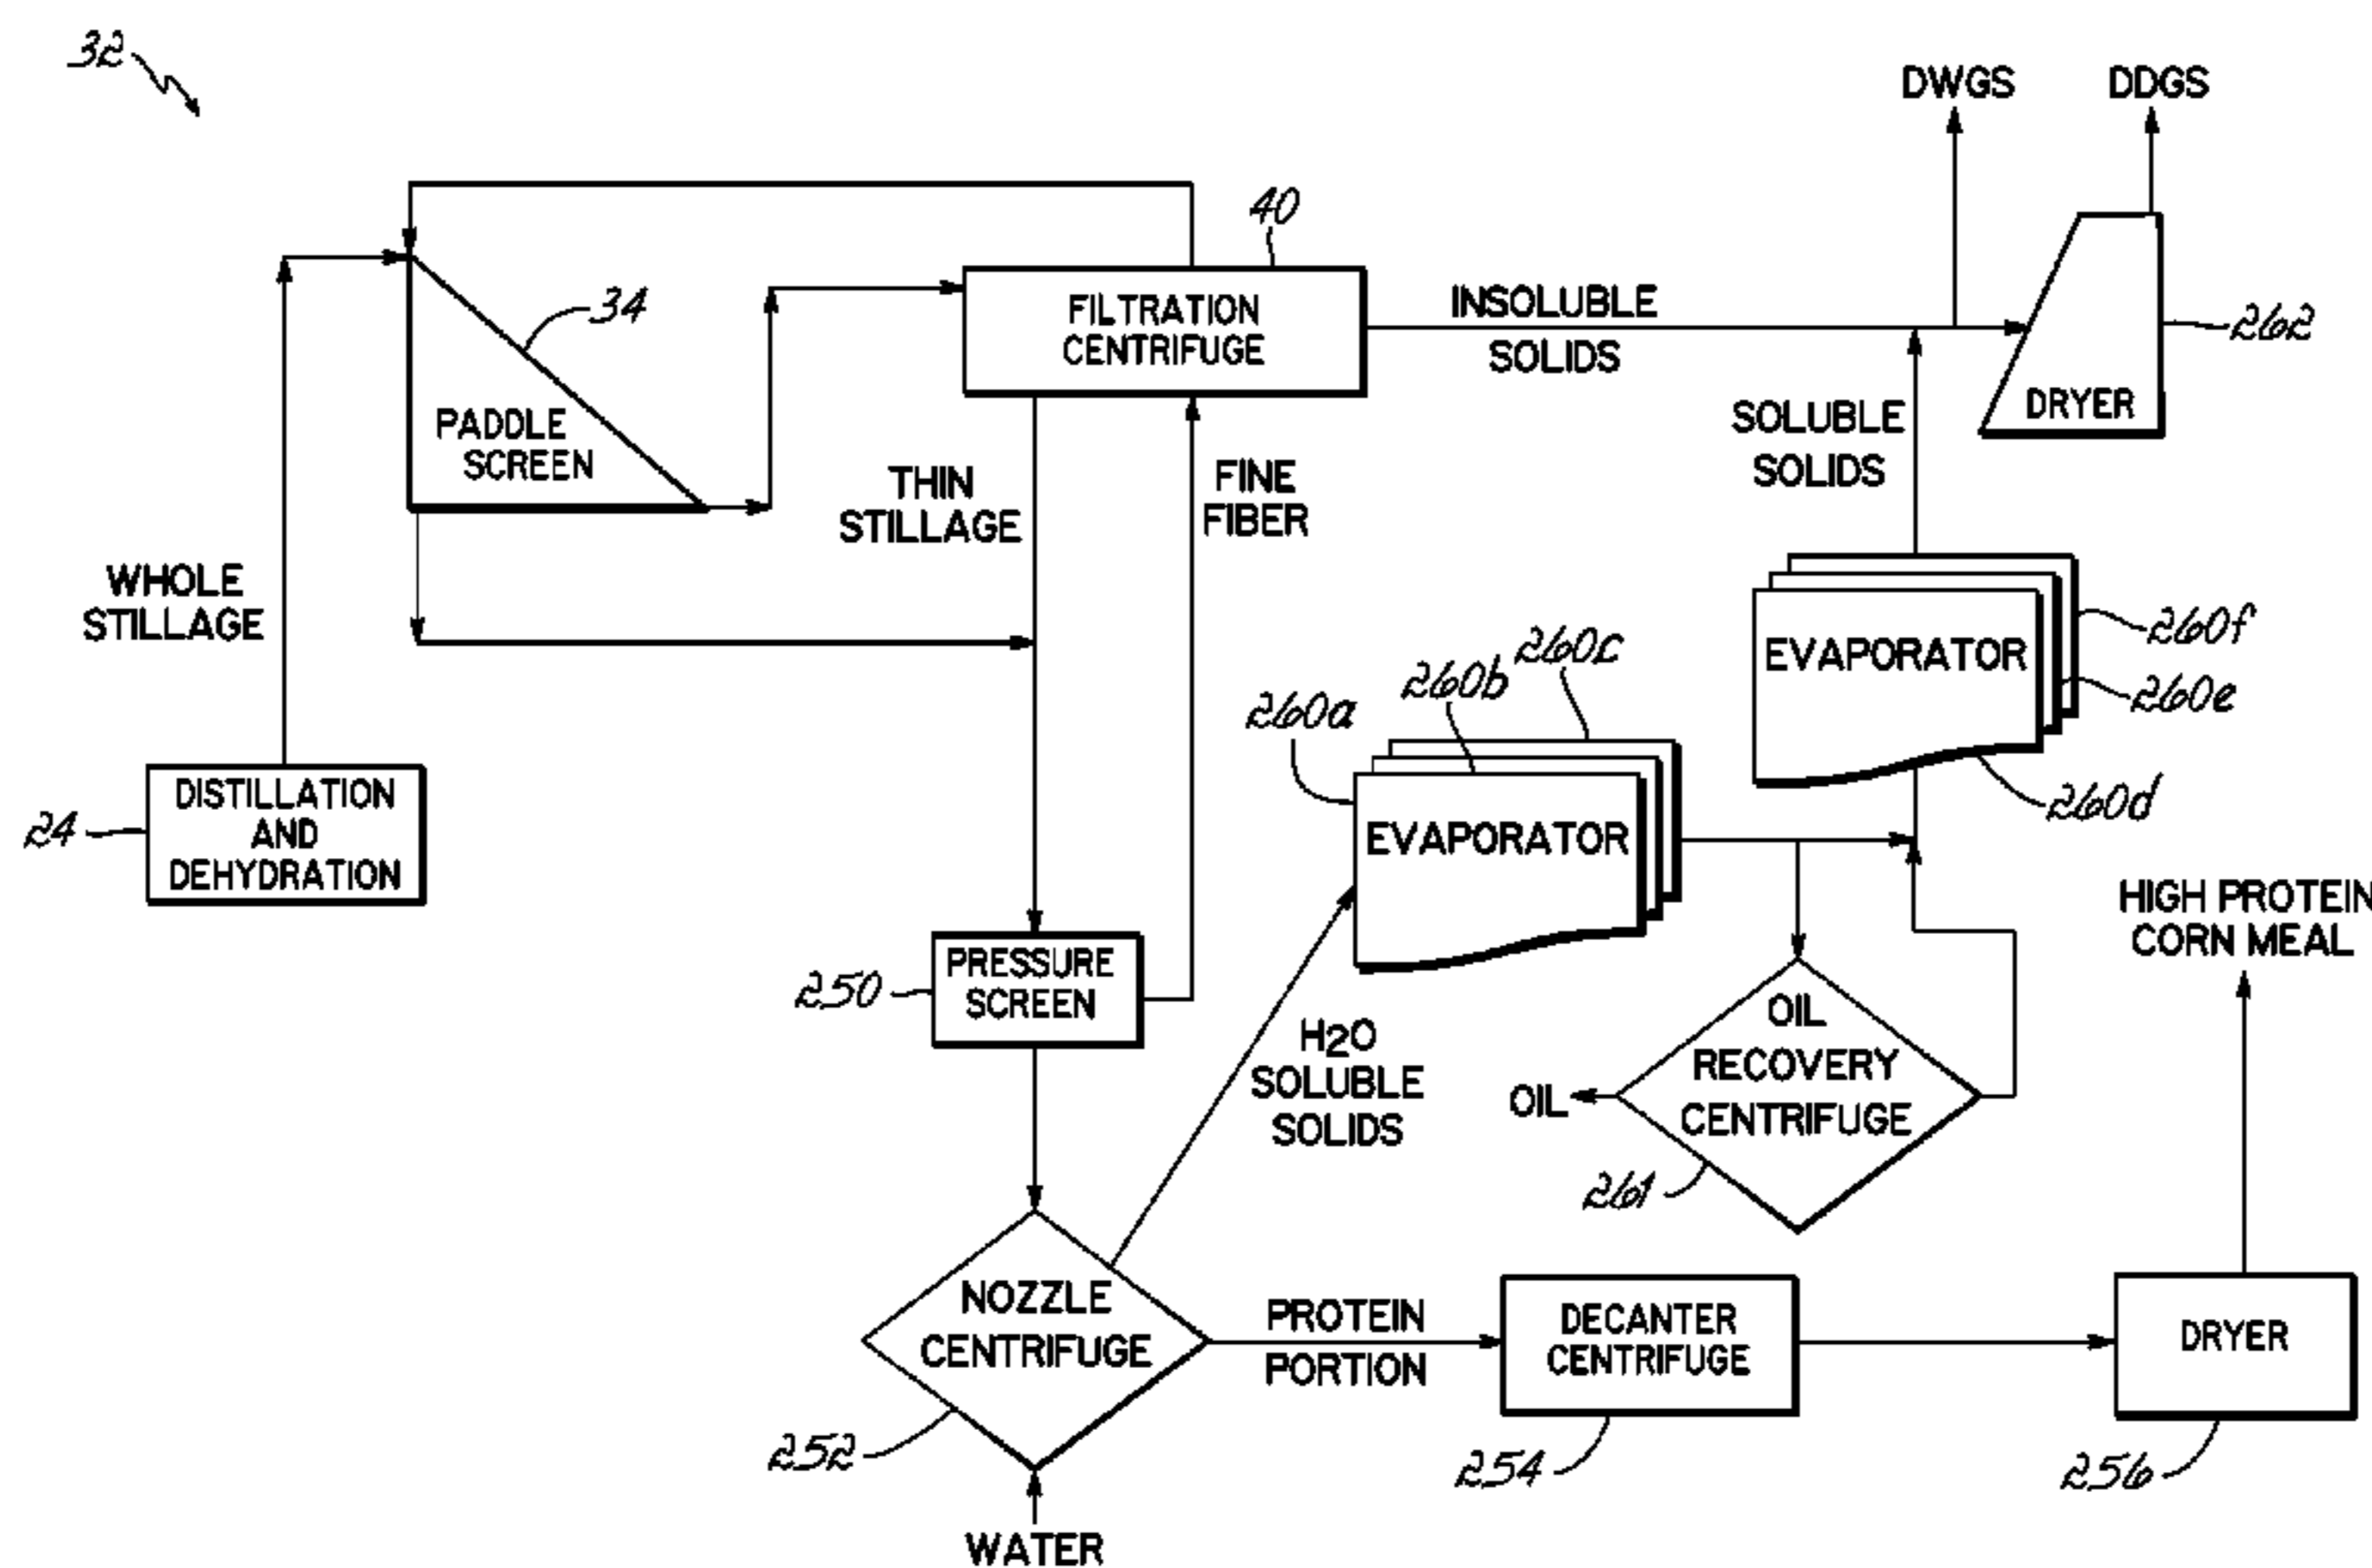 32
DWGS
DDGS
40
34
FILTRATION
CENTRIFUGE
INSOLUBLE
SOLIDS
262
DRYER
PADDLE
SCREEN
SOLUBLE
SOLIDS
THIN
STILLAGE
FINE
FIBER
WHOLE
STILLAGE
EVAPORATOR
260f
260e
260d
260a
260b
260c
EVAPORATOR
DISTILLATION
AND
DEHYDRATION
24
HIGH PROTEIN
CORN MEAL
PRESSURE
SCREEN
250
H2O
SOLUBLE
SOLIDS
OIL
RECOVERY
CENTRIFUGE
OIL
261
NOZZLE
CENTRIFUGE
PROTEIN
PORTION
DECANTER
CENTRIFUGE
DRYER
252
254
256
WATER